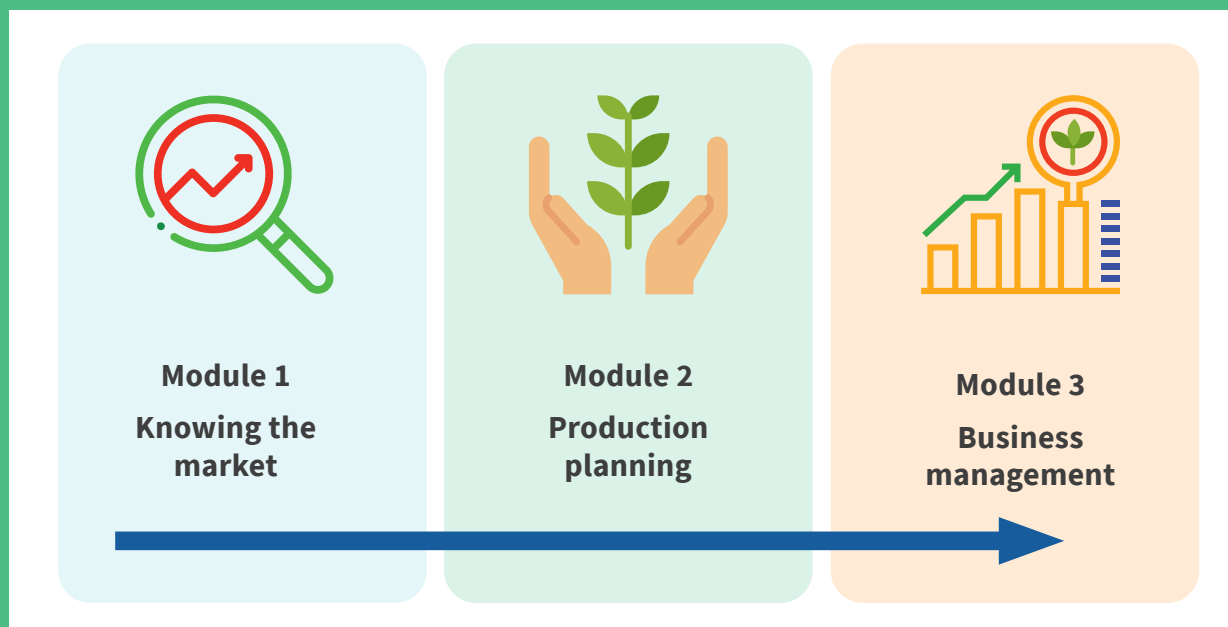 Module 1
Knowing the
market
Module 2
Production
planning
Module 3
Business
management